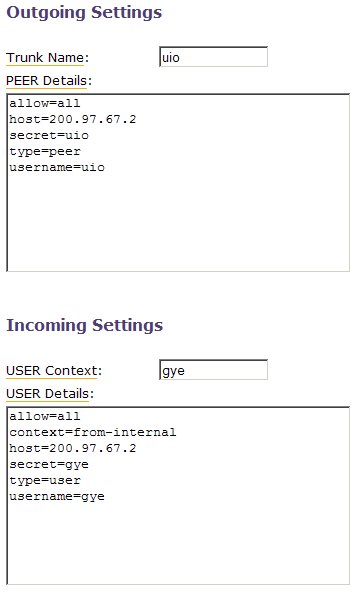 Outgoing Settings
Trunk Name: uio
PEER Details:
allow=all
host=200.97.67.2
secret=uio
type=peer
username=uio
Incoming Settings
USER Context: gye
USER Details:
allow=all
context=from-internal
host=200.97.67.2
secret=gye
type=user
username=gye